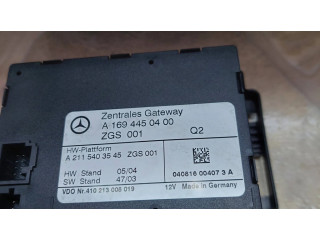 Zentrales Gateway
A 169 445 04 00
ZGS 001 Q2
HW-Plattform
A 211 540 35 45 ZGS 001
HW Stand 05/04
SW Stand 47/03
040816 00407 3 A
VDO Nr.410 213 006 019 12V Made in Germany